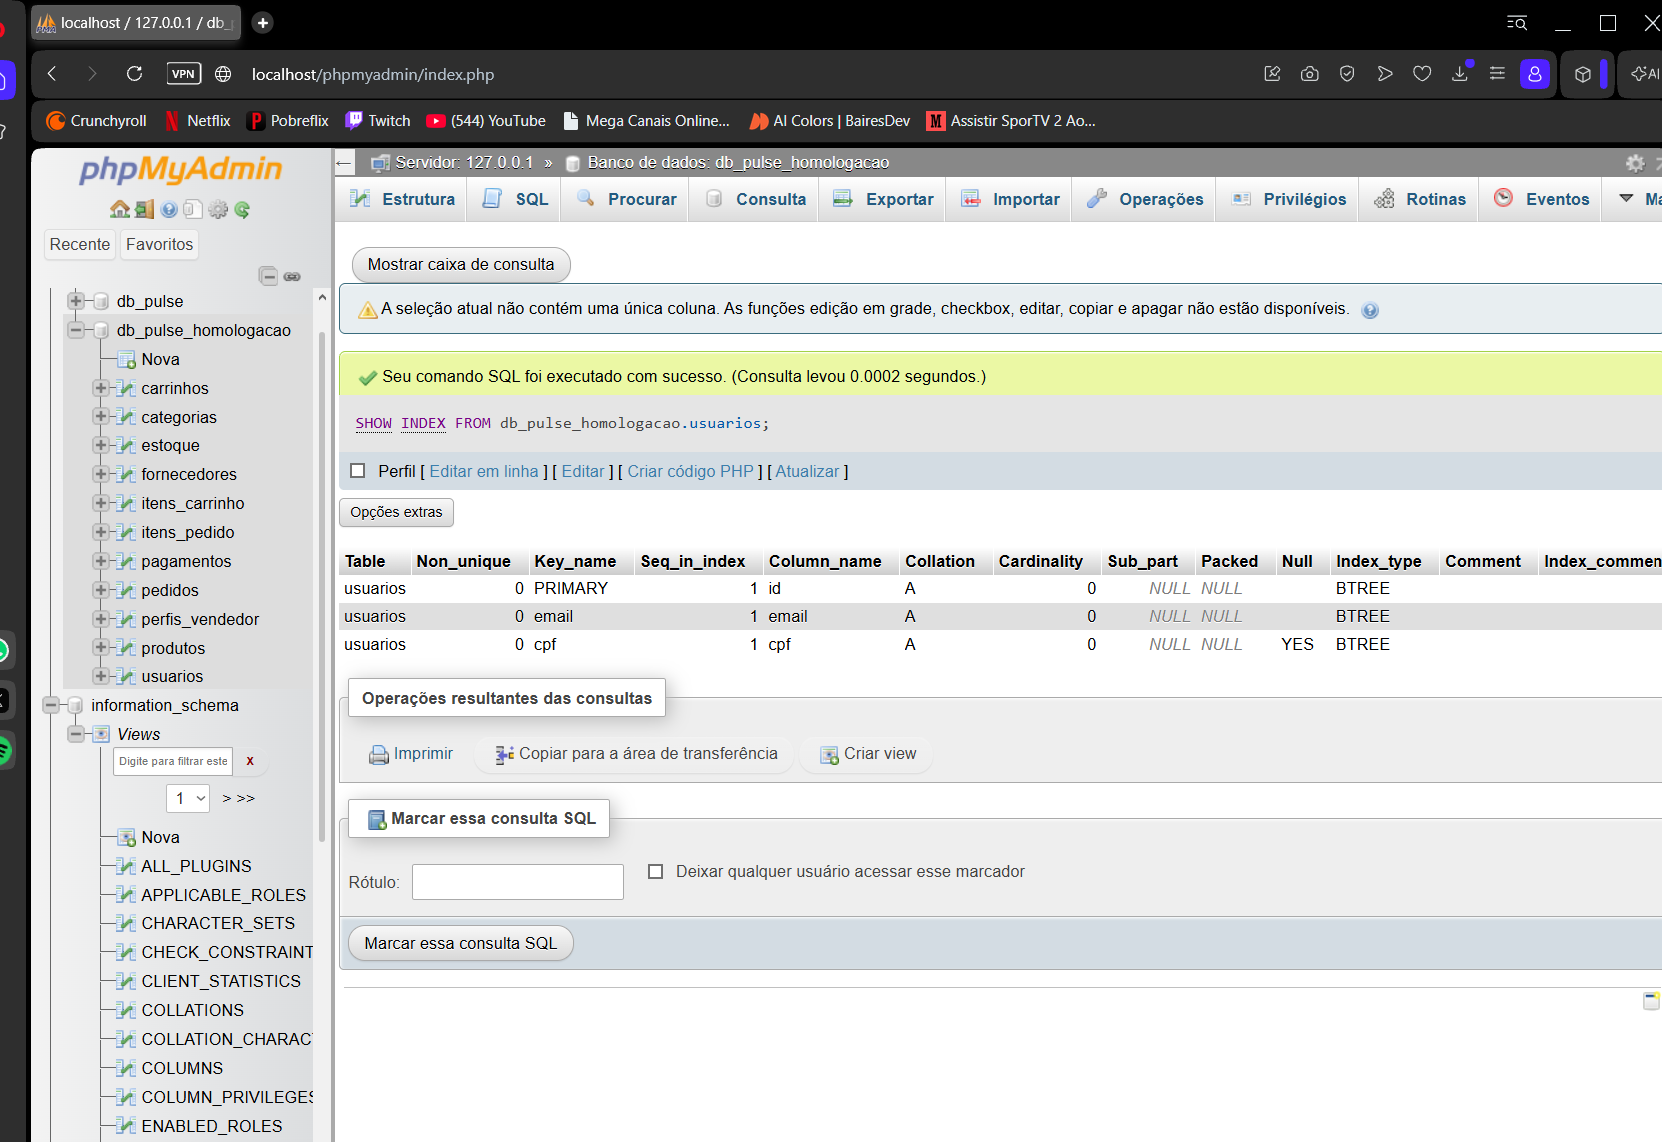 localhost / 127.0.0.1 / db_
VPN
localhost/phpmyadmin/index.php
AI
Crunchyroll
Netflix
Pobreflix
Twitch
(544) YouTube
Mega Canais Online...
AI Colors | BairesDev
Assistir SporTV 2 Ao...
phpMyAdmin
Recente
Favoritos
db_pulse
db_pulse_homologacao
Nova
carrinhos
categorias
estoque
fornecedores
itens_carrinho
itens_pedido
pagamentos
pedidos
perfis_vendedor
produtos
usuarios
information_schema
Views
Digite para filtrar este
X
1
> >>
Nova
ALL_PLUGINS
APPLICABLE_ROLES
CHARACTER_SETS
CHECK_CONSTRAINT
CLIENT_STATISTICS
COLLATIONS
COLLATION_CHARAC
COLUMNS
COLUMN_PRIVILEGES
ENABLED_ROLES
Servidor: 127.0.0.1 » Banco de dados: db_pulse_homologacao
Estrutura
SQL
Procurar
Consulta
Exportar
Importar
Operações
Privilégios
Rotinas
Eventos
Ma
Mostrar caixa de consulta
A seleção atual não contém uma única coluna. As funções edição em grade, checkbox, editar, copiar e apagar não estão disponíveis.
Seu comando SQL foi executado com sucesso. (Consulta levou 0.0002 segundos.)
SHOW INDEX FROM db_pulse_homologacao.usuarios;
Perfil [ Editar em linha ] [ Editar ] [ Criar código PHP ] [ Atualizar ]
Opções extras
Table Non_unique Key_name Seq_in_index Column_name Collation Cardinality Sub_part Packed Null Index_type Comment Index_commen
usuarios 0 PRIMARY 1 id A 0 NULL NULL BTREE
usuarios 0 email 1 email A 0 NULL NULL BTREE
usuarios 0 cpf 1 cpf A 0 NULL NULL YES BTREE
Operações resultantes das consultas
Imprimir
Copiar para a área de transferência
Criar view
Marcar essa consulta SQL
Rótulo:
Deixar qualquer usuário acessar esse marcador
Marcar essa consulta SQL